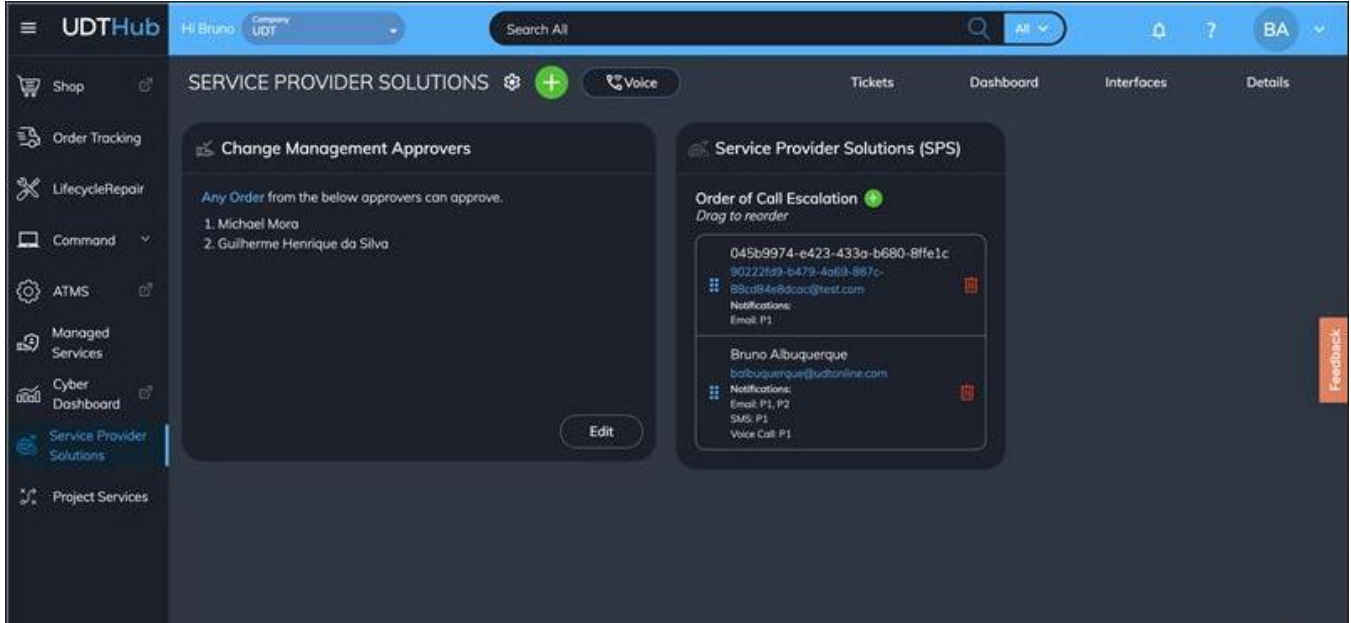 UDTHub
Hi Bruno
Company
UDT
Search All
All
?
BA
Shop
Order Tracking
LifecycleRepair
Command
ATMS
Managed
Services
Cyber
Dashboard
Service Provider
Solutions
Project Services
SERVICE PROVIDER SOLUTIONS
Voice
Tickets
Dashboard
Interfaces
Details
Change Management Approvers
Any Order from the below approvers can approve.
1. Michael Mora
2. Guilherme Henrique da Silva
Edit
Service Provider Solutions (SPS)
Order of Call Escalation
Drag to reorder
045b9974-e423-433a-b680-8ffe1c
90222fd9-b479-4a69-887c-
88cd84e8dcac@test.com
Notifications:
Email: P1
Bruno Albuquerque
balbuquerque@udtonline.com
Notifications:
Email: P1, P2
SMS: P1
Voice Call: P1
Feedback